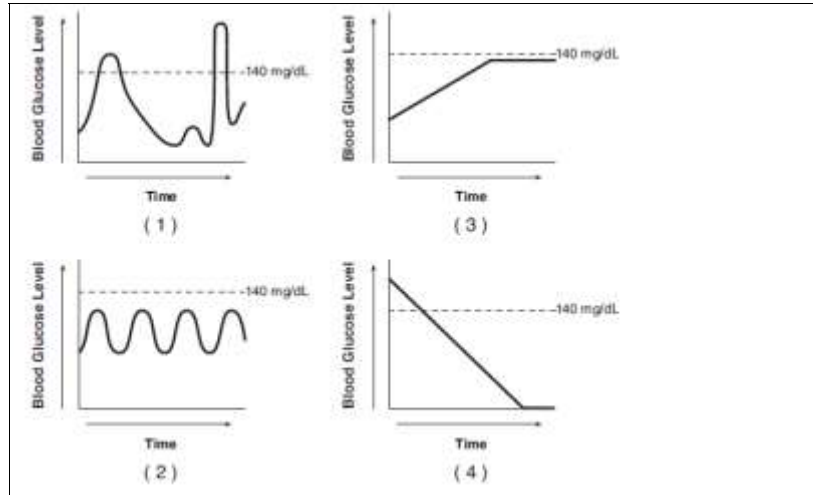 Blood Glucose Level
140 mg/dL
Time
( 1 )
Blood Glucose Level
140 mg/dL
Time
( 3 )
Blood Glucose Level
140 mg/dL
Time
( 2 )
Blood Glucose Level
140 mg/dL
Time
( 4 )